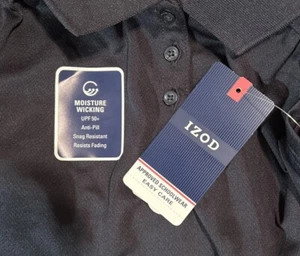 MOISTURE
WICKING
UPF 50+
Anti-Pill
Snag Resistant
Resists Fading
IZOD
APPROVED SCHOOLWEAR
EASY CARE